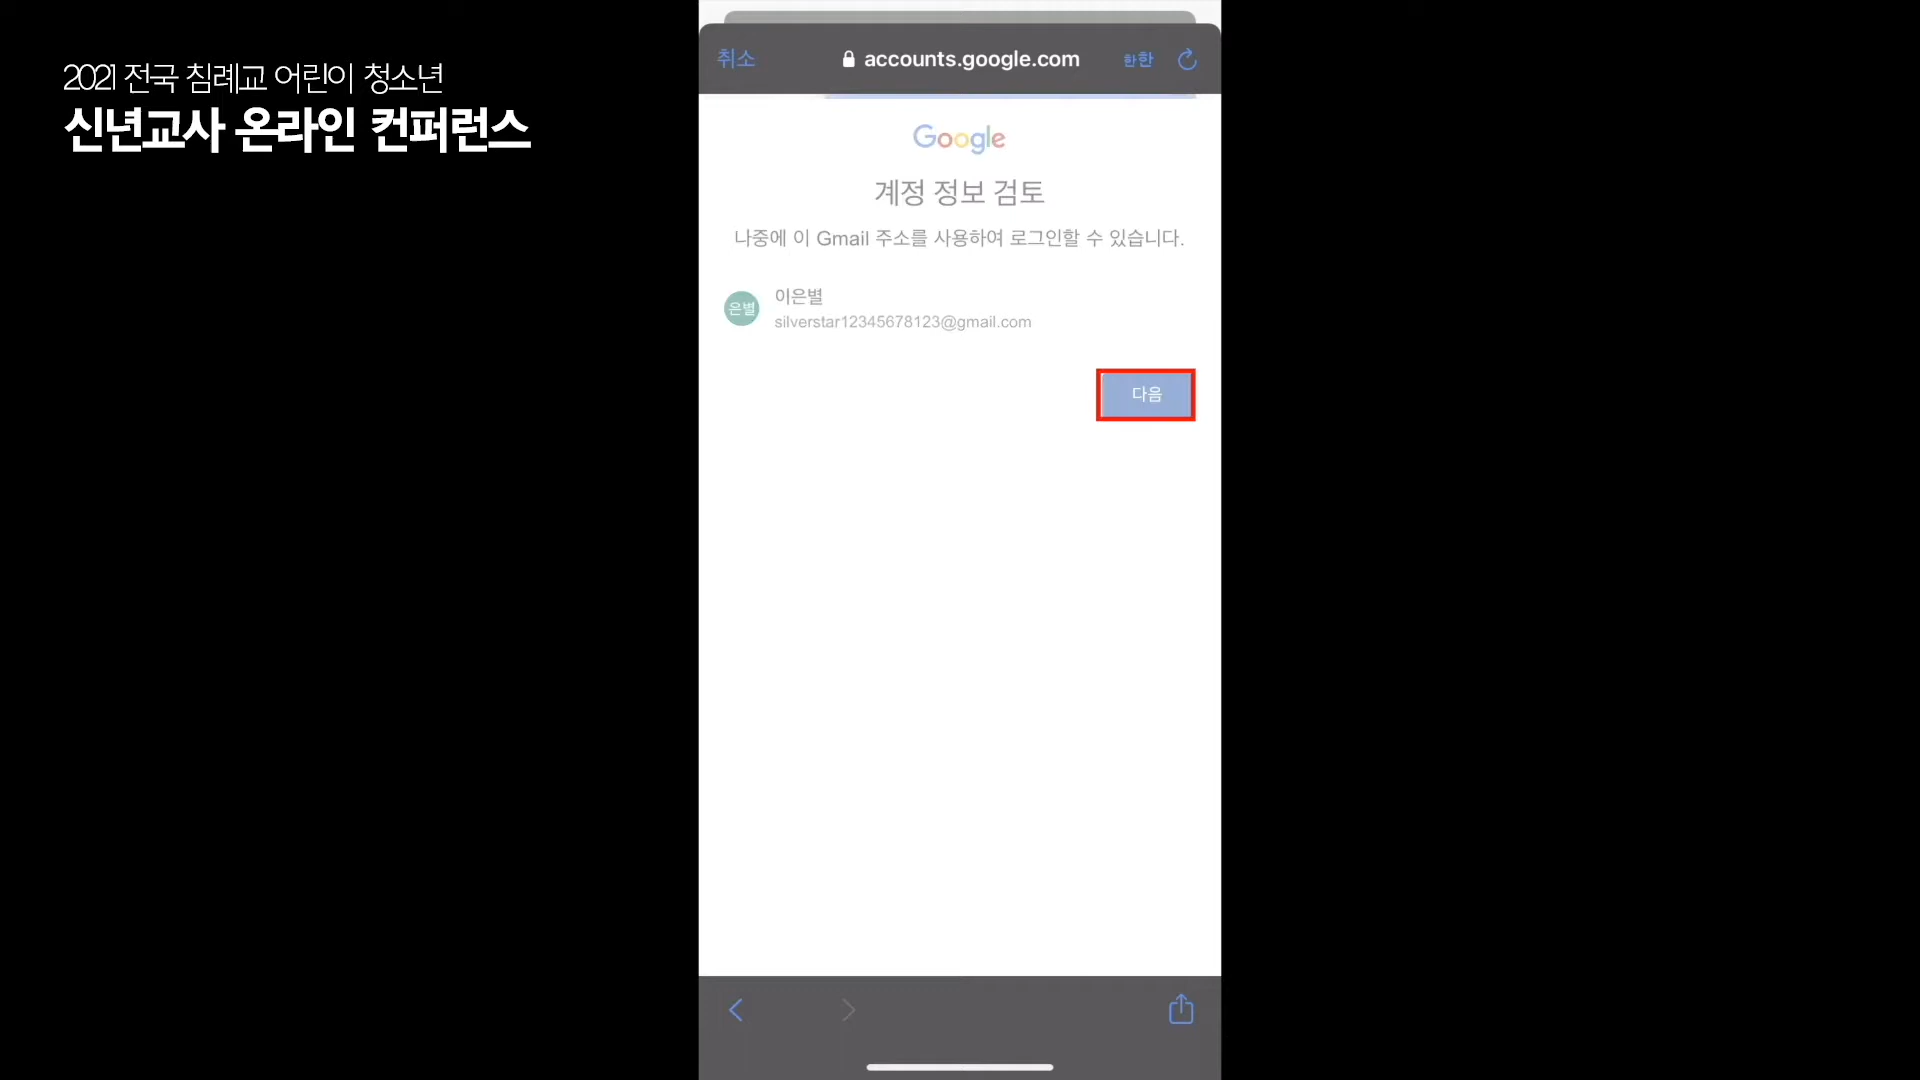 2021 전국 침례교 어린이 청소년
신년교사 온라인 컨퍼런스
취소
accounts.google.com
한한
Google
계정 정보 검토
나중에 이 Gmail 주소를 사용하여 로그인할 수 있습니다.
은별
이은별
silverstar12345678123@gmail.com
다음